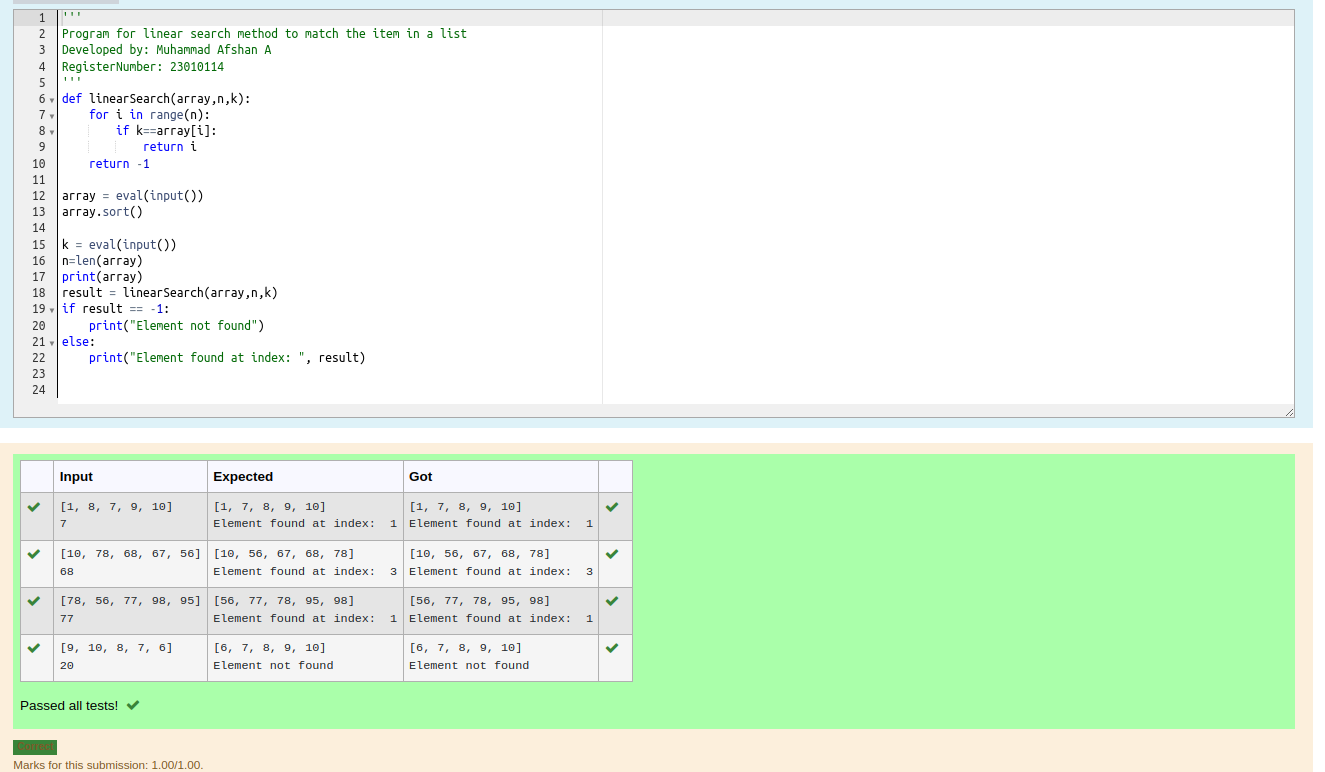 1 '''
2 Program for linear search method to match the item in a list
3 Developed by: Muhammad Afshan A
4 RegisterNumber: 23010114
5 '''
6 def linearSearch(array,n,k):
7     for i in range(n):
8         if k==array[i]:
9             return i
10     return -1
11
12 array = eval(input())
13 array.sort()
14
15 k = eval(input())
16 n=len(array)
17 print(array)
18 result = linearSearch(array,n,k)
19 if result == -1:
20     print("Element not found")
21 else:
22     print("Element found at index: ", result)
23
24
Input Expected Got
[1, 8, 7, 9, 10] [1, 7, 8, 9, 10] [1, 7, 8, 9, 10]
7 Element found at index:  1 Element found at index:  1
[10, 78, 68, 67, 56] [10, 56, 67, 68, 78] [10, 56, 67, 68, 78]
68 Element found at index:  3 Element found at index:  3
[78, 56, 77, 98, 95] [56, 77, 78, 95, 98] [56, 77, 78, 95, 98]
77 Element found at index:  1 Element found at index:  1
[9, 10, 8, 7, 6] [6, 7, 8, 9, 10] [6, 7, 8, 9, 10]
20 Element not found Element not found
Passed all tests!
Correct
Marks for this submission: 1.00/1.00.